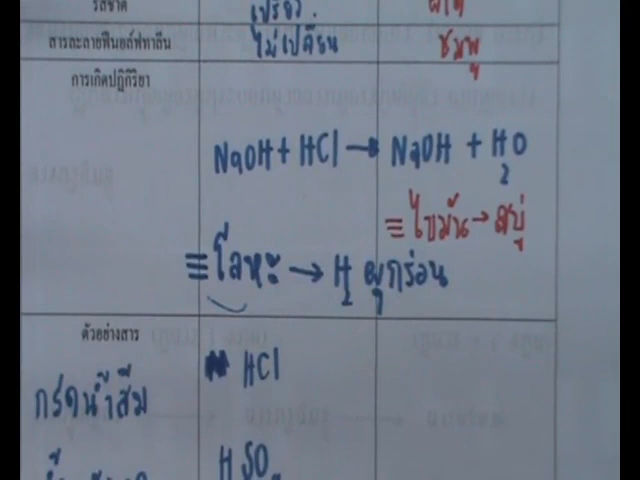 รสชาติ เปรี้ยว ฝาด
สารละลายฟีนอล์ฟทาลีน ไม่เปลี่ยน ชมพู
การเกิดปฏิกิริยา
NaOH + HCl → NaOH + H2O
≡ ไขมัน → สบู่
≡ โลหะ → H2 ผุกร่อน
ตัวอย่างสาร
HCl
กรดน้ำส้ม
HSO